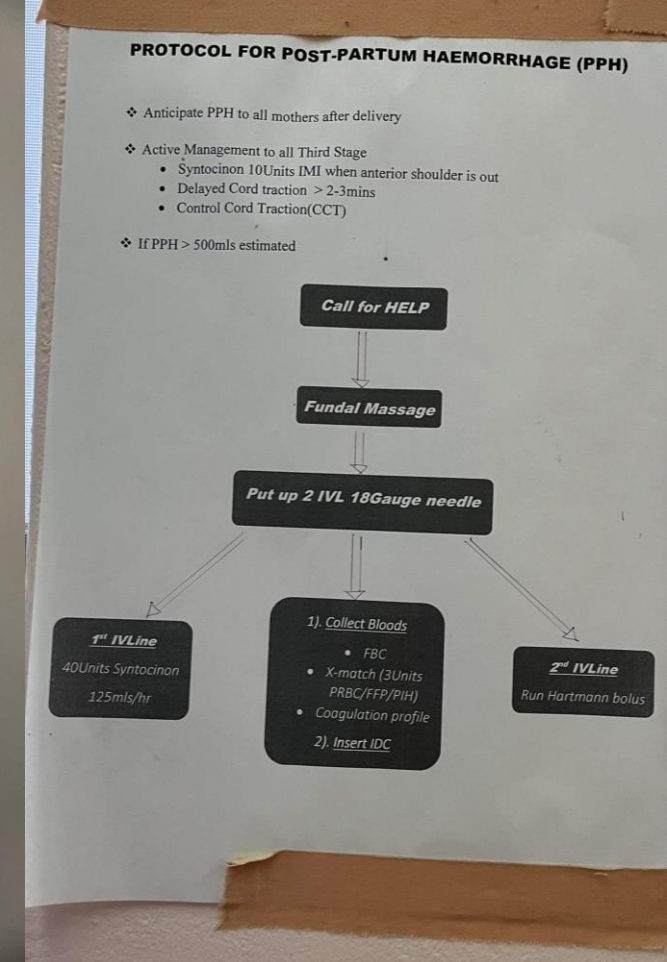 PROTOCOL FOR POST-PARTUM HAEMORRHAGE (PPH)
❖ Anticipate PPH to all mothers after delivery
❖ Active Management to all Third Stage
• Syntocinon 10Units IMI when anterior shoulder is out
• Delayed Cord traction > 2-3mins
• Control Cord Traction(CCT)
❖ If PPH > 500mls estimated
Call for HELP
Fundal Massage
Put up 2 IVL 18Gauge needle
1st IVLine
40Units Syntocinon
125mls/hr
1). Collect Bloods
• FBC
• X-match (3Units
PRBC/FFP/PIH)
• Coagulation profile
2). Insert IDC
2nd IVLine
Run Hartmann bolus